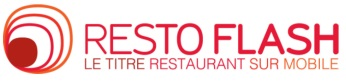 RESTO FLASH
LE TITRE RESTAURANT SUR MOBILE